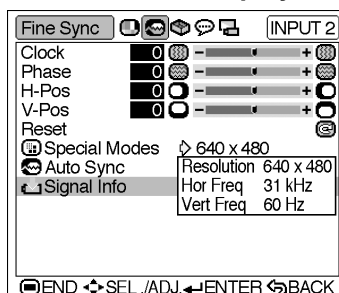 Fine Sync INPUT 2
Clock 0 - +
Phase 0 - +
H-Pos 0 - +
V-Pos 0 - +
Reset
Special Modes 640 x 480
Auto Sync
Signal Info
Resolution 640 x 480
Hor Freq 31 kHz
Vert Freq 60 Hz
END SEL./ADJ. ENTER BACK